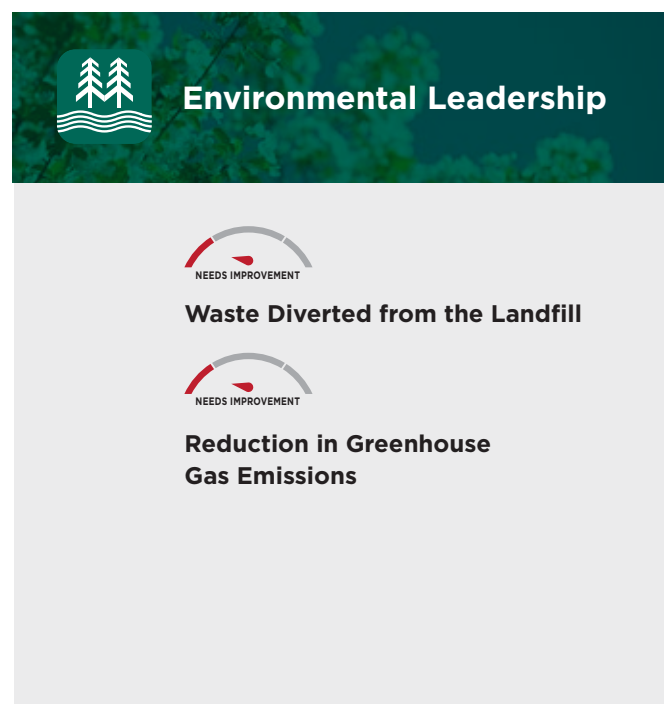 Environmental Leadership
NEEDS IMPROVEMENT
Waste Diverted from the Landfill
NEEDS IMPROVEMENT
Reduction in Greenhouse
Gas Emissions